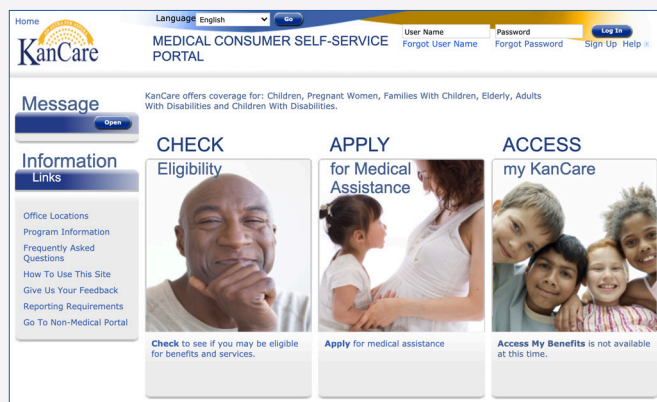 Home
Language English Go
User Name Password Log In
KanCare
MEDICAL CONSUMER SELF-SERVICE
PORTAL
Forgot User Name Forgot Password Sign Up Help
Message
Open
KanCare offers coverage for: Children, Pregnant Women, Families With Children, Elderly, Adults
With Disabilities and Children With Disabilities.
Information
Links
Office Locations
Program Information
Frequently Asked
Questions
How To Use This Site
Give Us Your Feedback
Reporting Requirements
Go To Non-Medical Portal
CHECK
Eligibility
Check to see if you may be eligible
for benefits and services.
APPLY
for Medical
Assistance
Apply for medical assistance
ACCESS
my KanCare
Access My Benefits is not available
at this time.